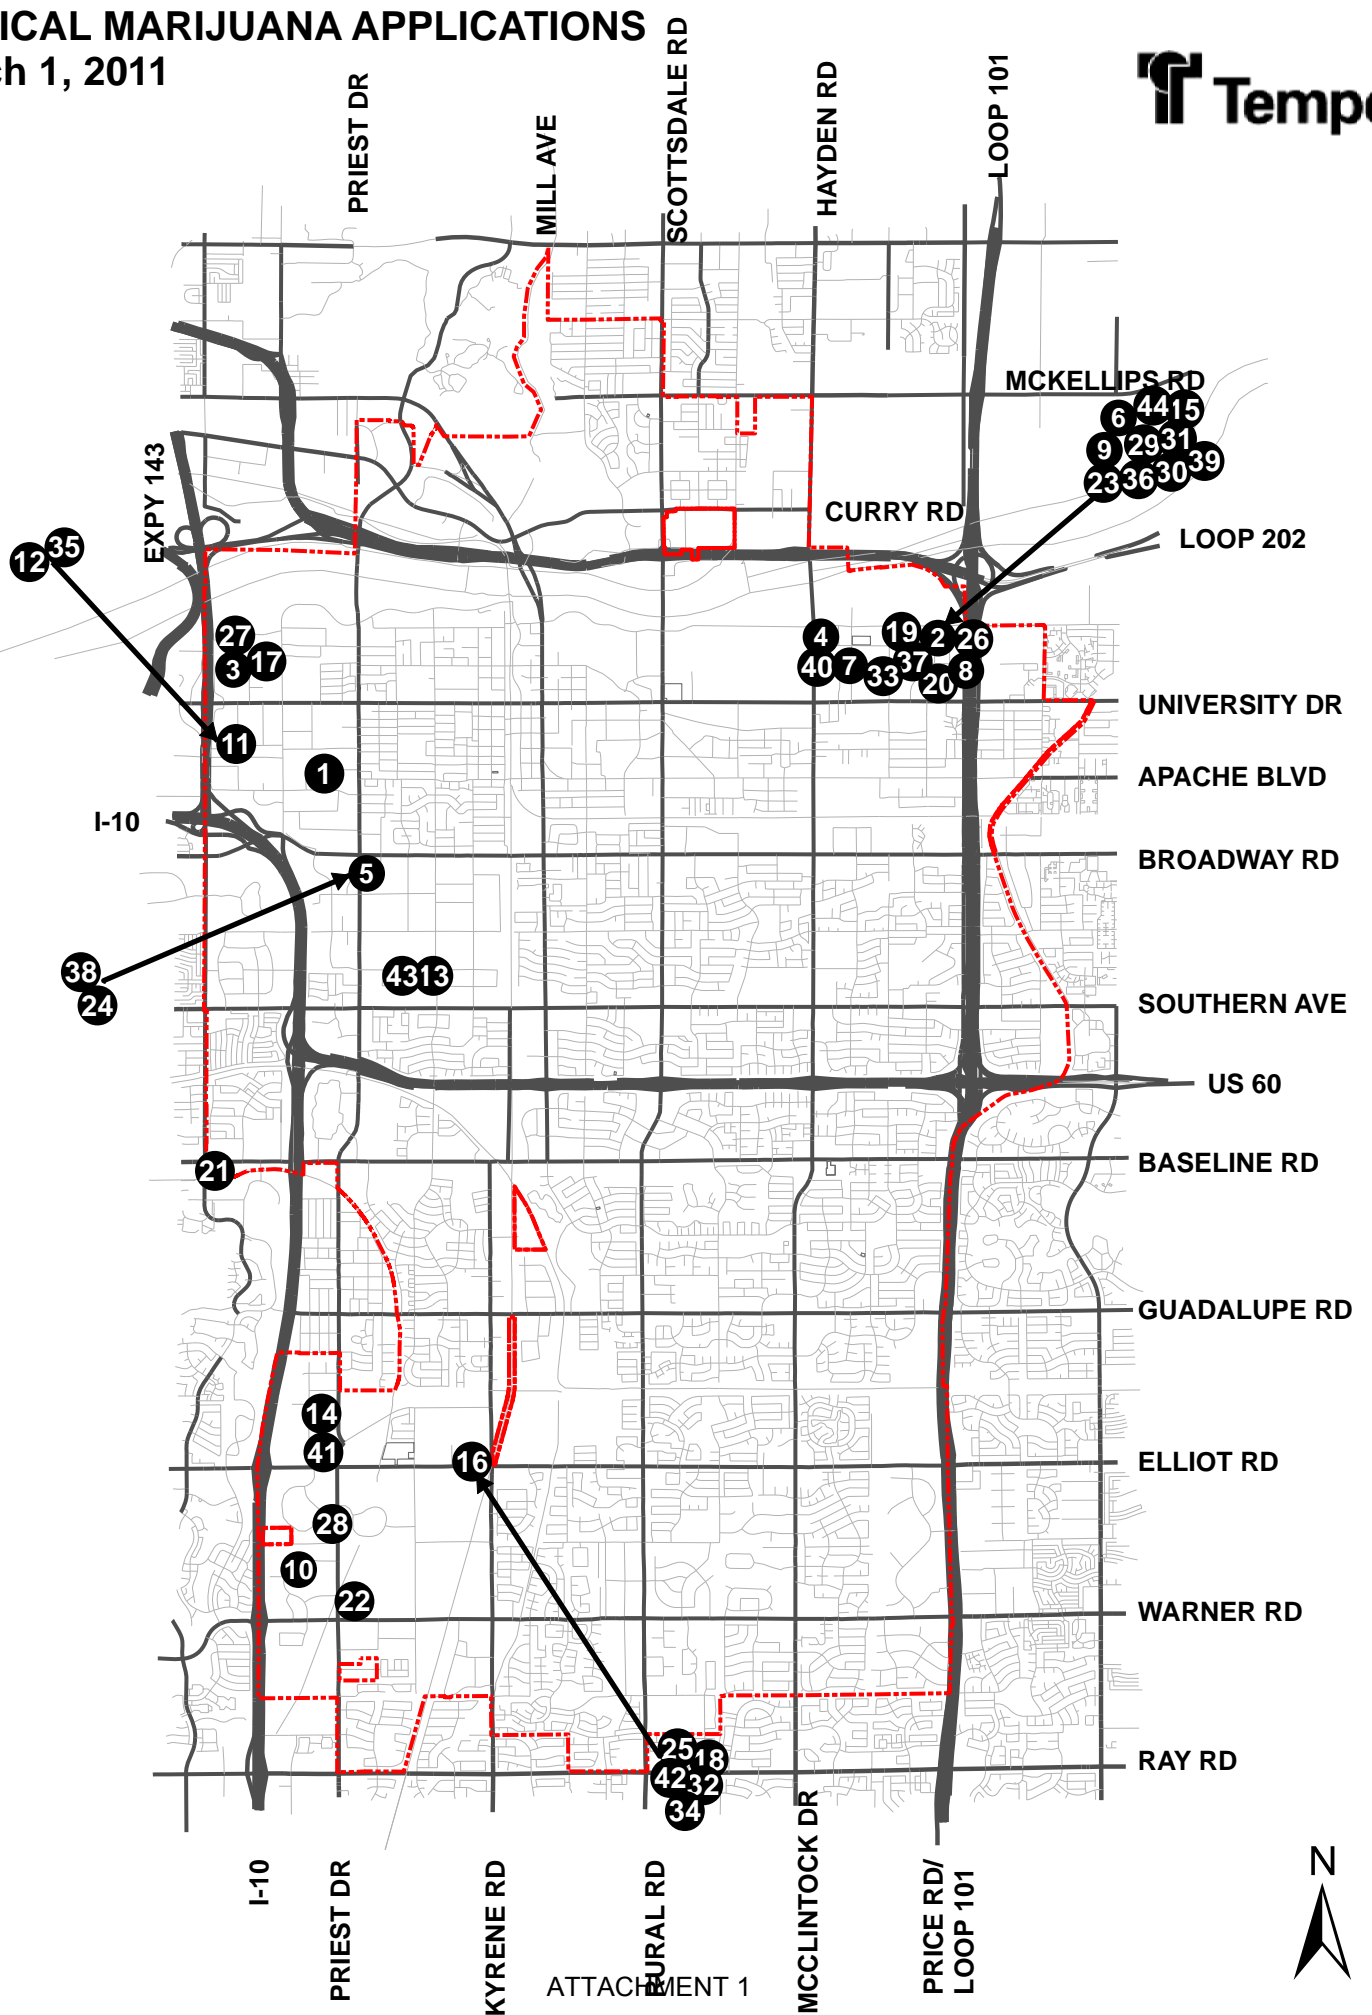 ICAL MARIJUANA APPLICATIONS
h 1, 2011
Tempe
PRIEST DR
MILL AVE
SCOTTSDALE RD
HAYDEN RD
LOOP 101
MCKELLIPS RD
6 44 15
9 29 31
23 36 30 39
EXPY 143
CURRY RD
LOOP 202
12 35
27
3 17
4 19 2 26
40 7 33 37 20 8
UNIVERSITY DR
11
1
APACHE BLVD
I-10
BROADWAY RD
5
38
24
43 13
SOUTHERN AVE
US 60
21
BASELINE RD
GUADALUPE RD
14
41
16
ELLIOT RD
28
10
22
WARNER RD
25 18
42 32
34
RAY RD
I-10
PRIEST DR
KYRENE RD
RURAL RD
MCCLINTOCK DR
PRICE RD/
LOOP 101
N
ATTACHMENT 1